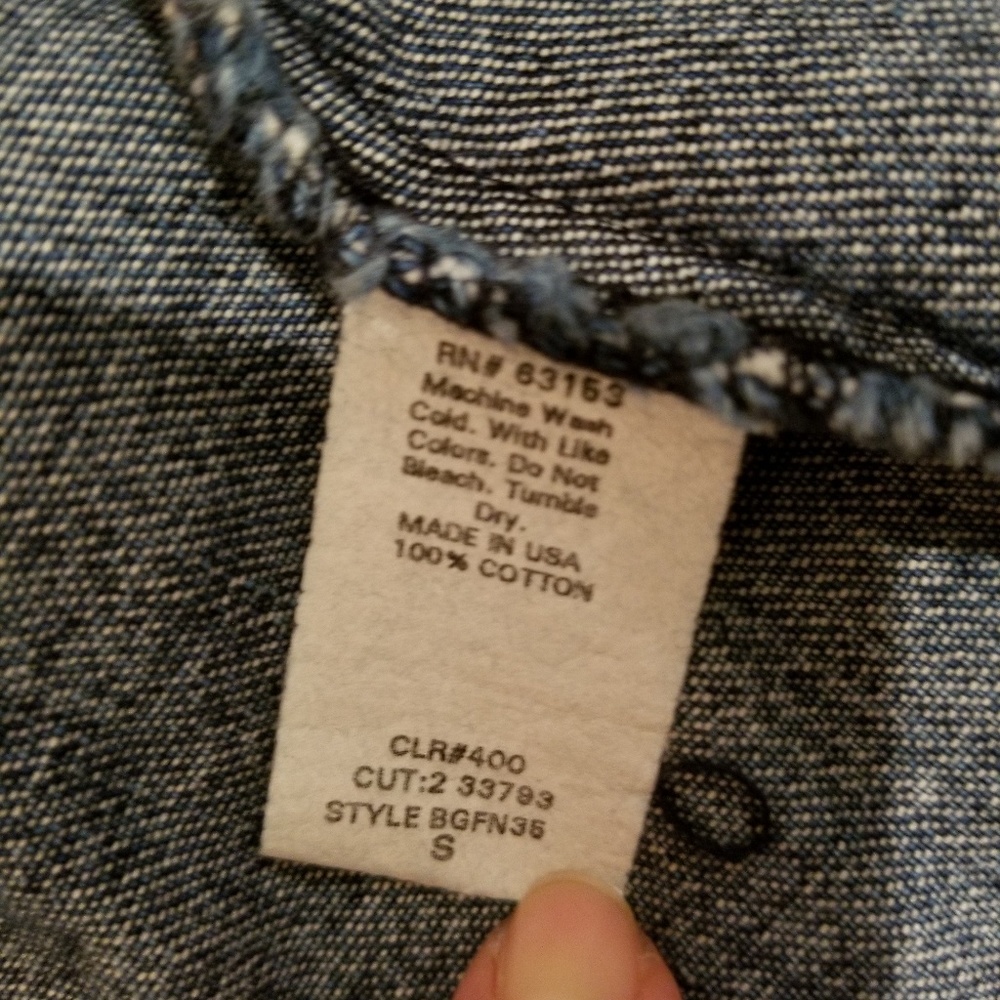 RN# 63153
Machine Wash
Cold. With Like
Colors. Do Not
Bleach. Tumble
Dry.
MADE IN USA
100% COTTON
CLR#400
CUT:2 33793
STYLE BGFN35
S